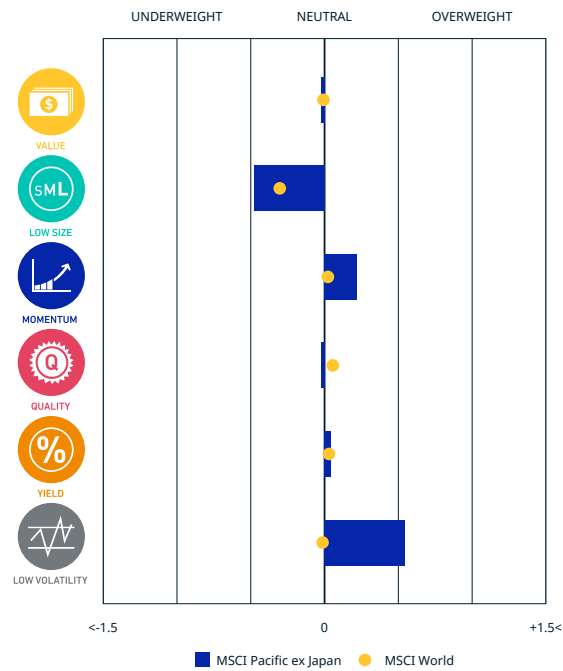 UNDERWEIGHT NEUTRAL OVERWEIGHT
$
VALUE
SML
LOW SIZE
MOMENTUM
Q
QUALITY
%
YIELD
LOW VOLATILITY
<-1.5 0 +1.5<
MSCI Pacific ex Japan MSCI World